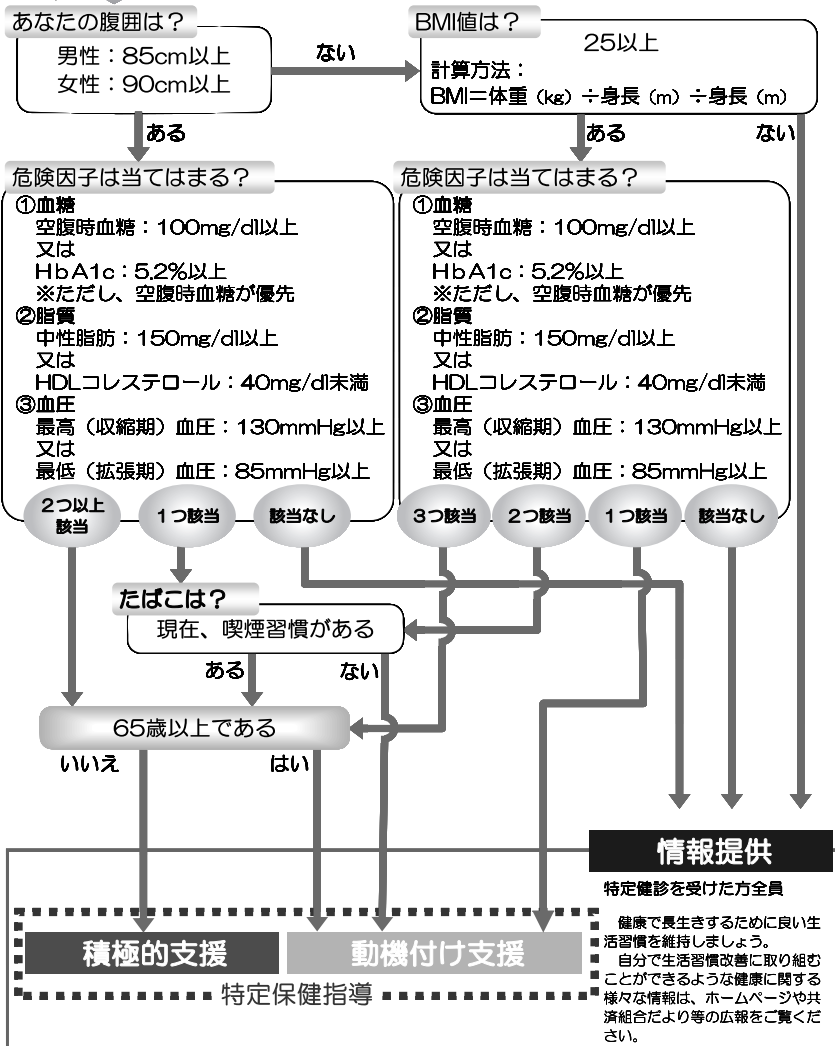 あなたの腹囲は？
男性：85cm以上
女性：90cm以上
ない
BMI値は？
25以上
計算方法：
BMI＝体重（kg）÷身長（m）÷身長（m）
ある
ある
ない
危険因子は当てはまる？
①血糖
空腹時血糖：100mg/dl以上
又は
HbA1c：5.2%以上
※ただし、空腹時血糖が優先
②脂質
中性脂肪：150mg/dl以上
又は
HDLコレステロール：40mg/dl未満
③血圧
最高（収縮期）血圧：130mmHg以上
又は
最低（拡張期）血圧：85mmHg以上
2つ以上
該当
1つ該当
該当なし
危険因子は当てはまる？
①血糖
空腹時血糖：100mg/dl以上
又は
HbA1c：5.2%以上
※ただし、空腹時血糖が優先
②脂質
中性脂肪：150mg/dl以上
又は
HDLコレステロール：40mg/dl未満
③血圧
最高（収縮期）血圧：130mmHg以上
又は
最低（拡張期）血圧：85mmHg以上
3つ該当
2つ該当
1つ該当
該当なし
たばこは？
現在、喫煙習慣がある
ある
ない
65歳以上である
いいえ
はい
情報提供
特定健診を受けた方全員
健康で長生きするために良い生
活習慣を維持しましょう。
自分で生活習慣改善に取り組む
ことができるような健康に関する
様々な情報は、ホームページや共
済組合だより等の広報をご覧くだ
さい。
積極的支援
動機付け支援
特定保健指導